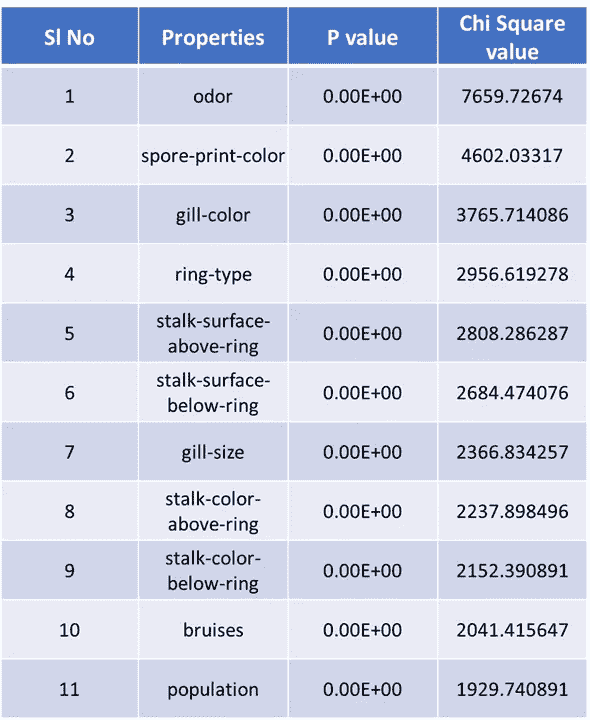 Sl No Properties P value Chi Square
value
1 odor 0.00E+00 7659.72674
2 spore-print-color 0.00E+00 4602.03317
3 gill-color 0.00E+00 3765.714086
4 ring-type 0.00E+00 2956.619278
5 stalk-surface-
above-ring 0.00E+00 2808.286287
6 stalk-surface-
below-ring 0.00E+00 2684.474076
7 gill-size 0.00E+00 2366.834257
8 stalk-color-
above-ring 0.00E+00 2237.898496
9 stalk-color-
below-ring 0.00E+00 2152.390891
10 bruises 0.00E+00 2041.415647
11 population 0.00E+00 1929.740891